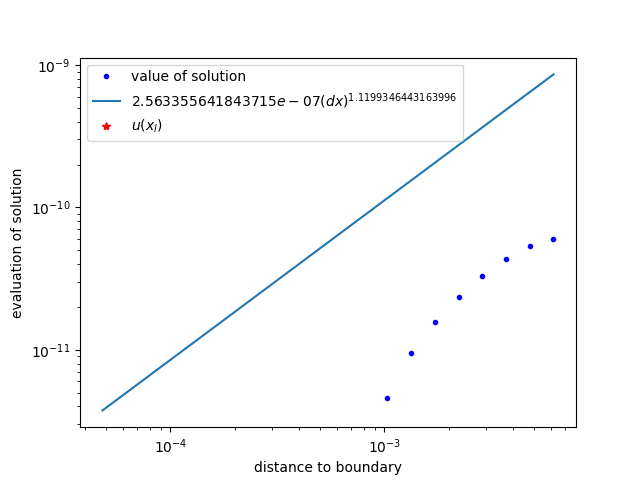 10⁻⁹
value of solution
2.563355641843715e − 07(dx)^1.1199346443163996
u(x_l)
10⁻¹⁰
10⁻¹¹
evaluation of solution
10⁻⁴ 10⁻³
distance to boundary